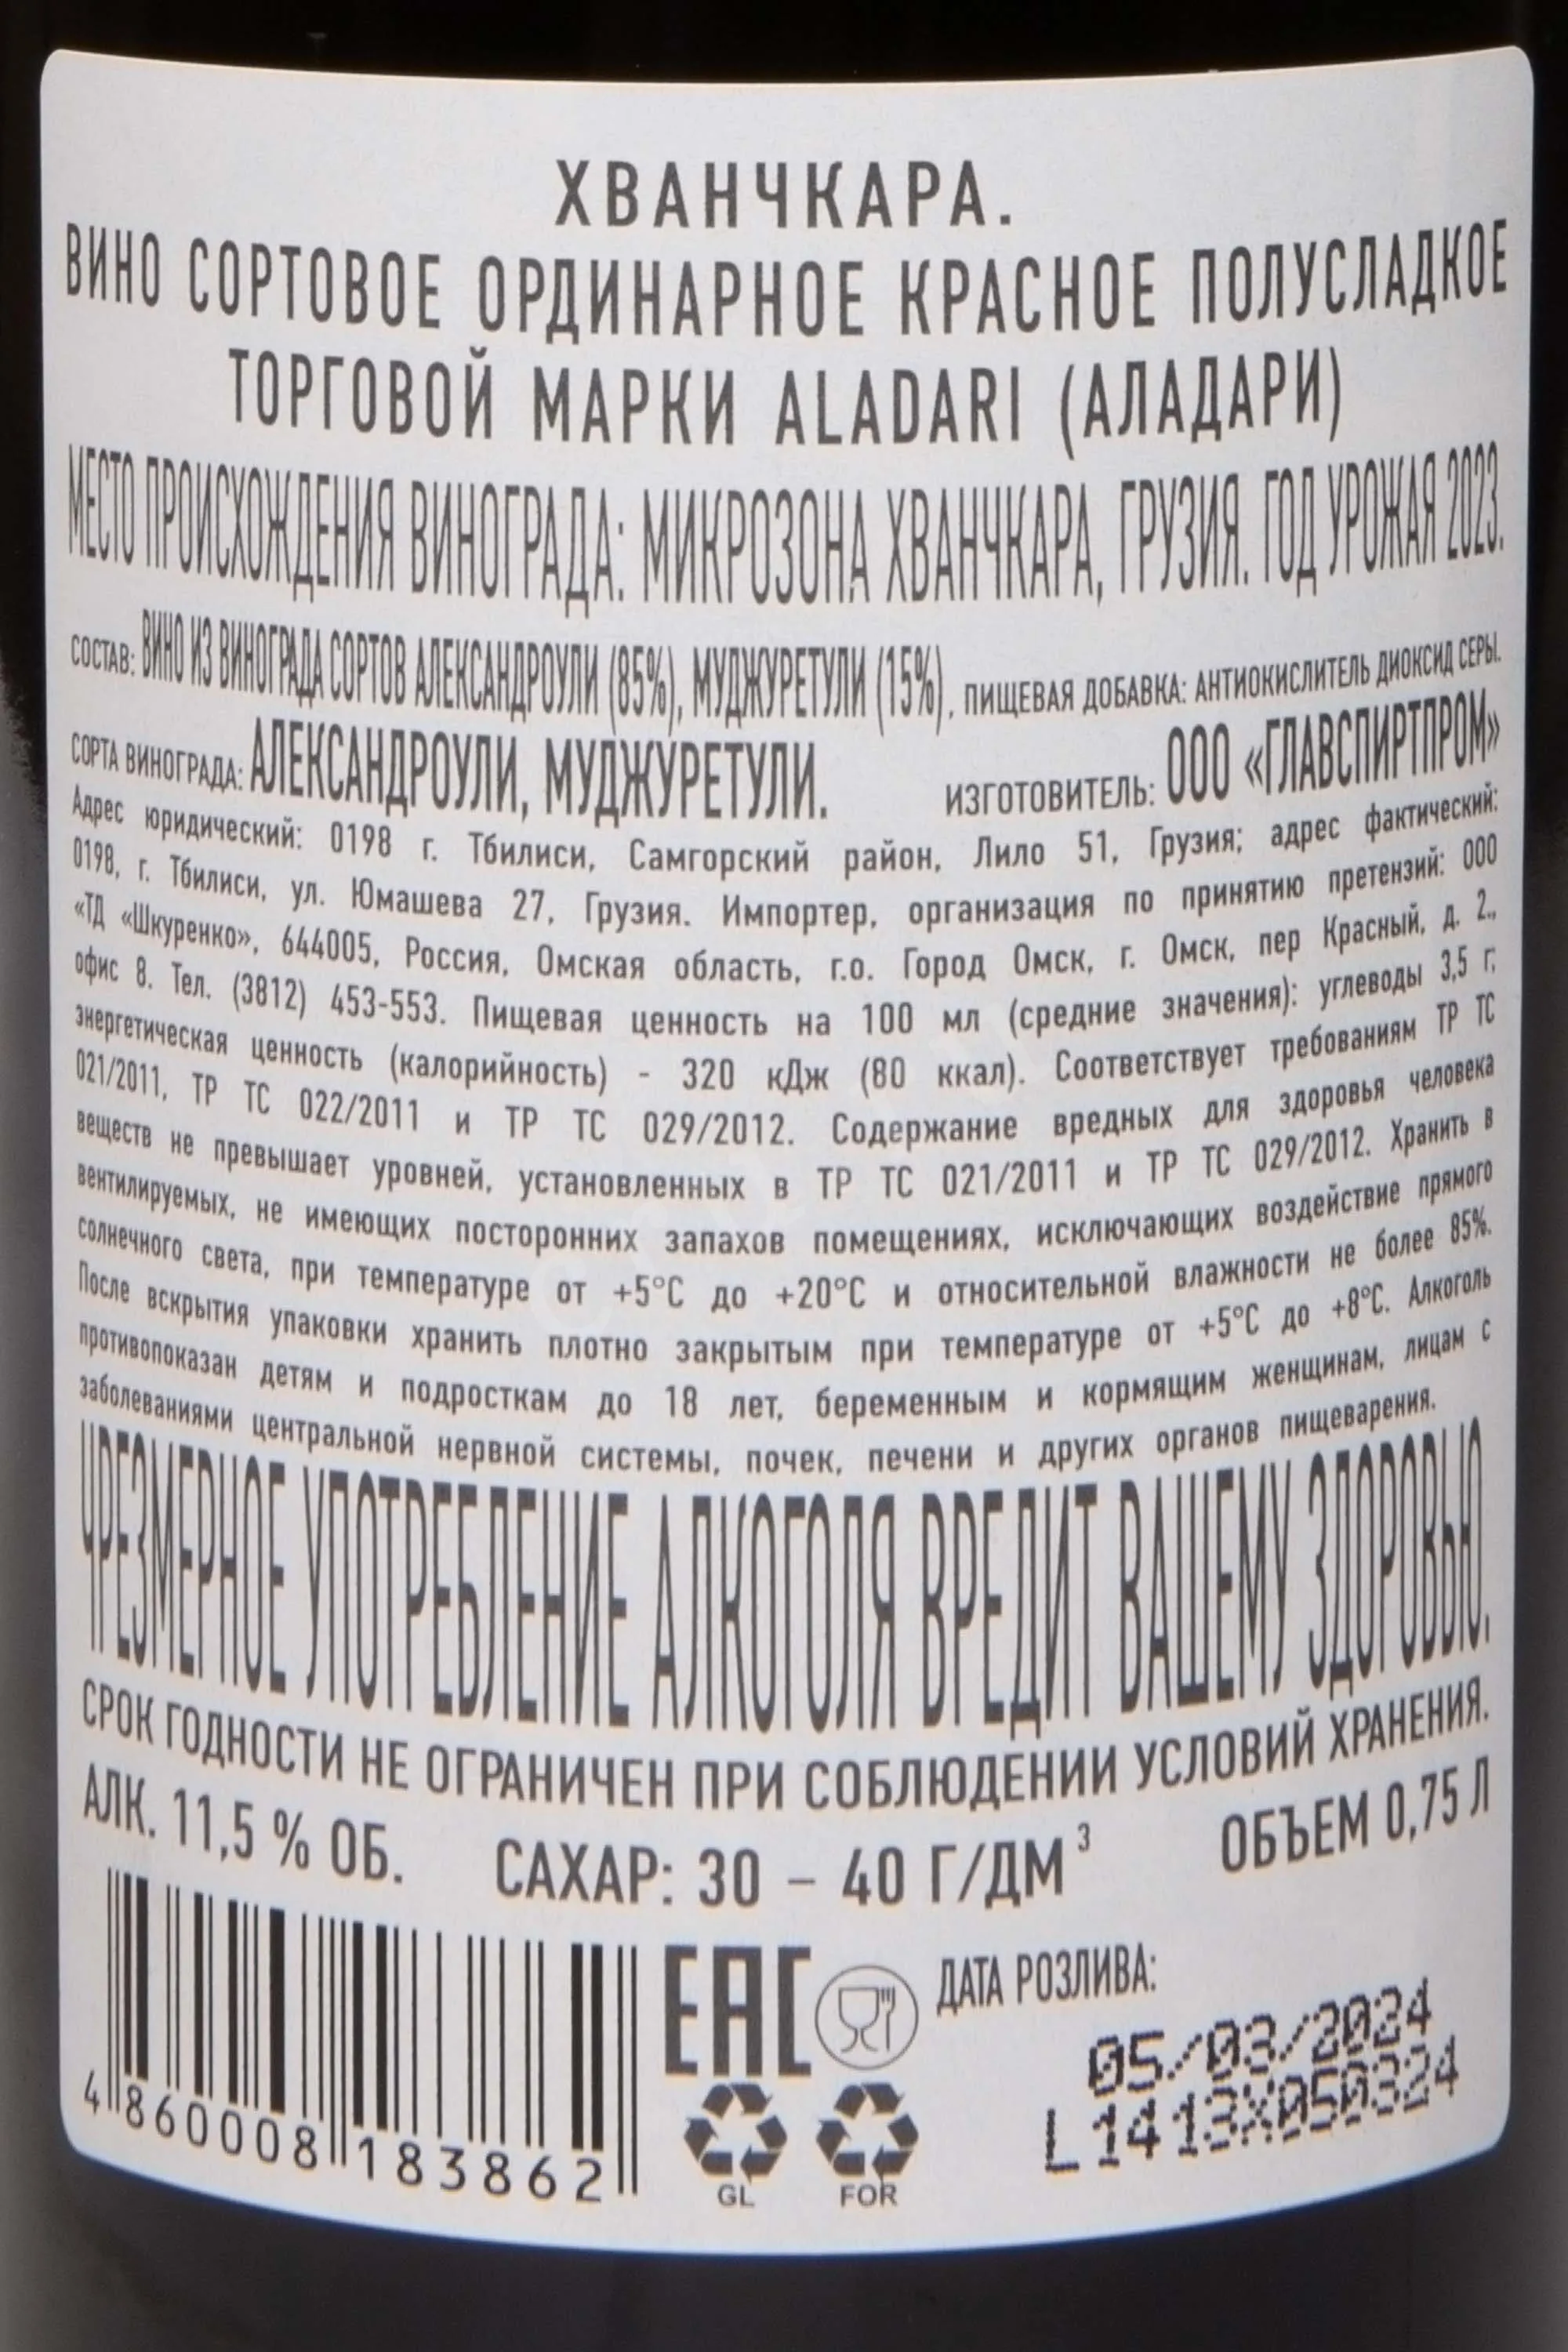 ХВАНЧКАРА.
ВИНО СОРТОВОЕ ОРДИНАРНОЕ КРАСНОЕ ПОЛУСЛАДКОЕ
ТОРГОВОЙ МАРКИ ALADARI (АЛАДАРИ)
МЕСТО ПРОИСХОЖДЕНИЯ ВИНОГРАДА: МИКРОЗОНА ХВАНЧКАРА, ГРУЗИЯ. ГОД УРОЖАЯ 2023.
СОСТАВ: ВИНО ИЗ ВИНОГРАДА СОРТОВ АЛЕКСАНДРОУЛИ (85%), МУДЖУРЕТУЛИ (15%), ПИЩЕВАЯ ДОБАВКА: АНТИОКИСЛИТЕЛЬ ДИОКСИД СЕРЫ.
СОРТА ВИНОГРАДА: АЛЕКСАНДРОУЛИ, МУДЖУРЕТУЛИ. ИЗГОТОВИТЕЛЬ: ООО «ГЛАВСПИРТПРОМ»
Адрес юридический: 0198 г. Тбилиси, Самгорский район, Лило 51, Грузия; адрес фактический:
0198, г. Тбилиси, ул. Юмашева 27, Грузия. Импортер, организация по принятию претензий: ООО
«ТД «Шкуренко», 644005, Россия, Омская область, г.о. Город Омск, г. Омск, пер Красный, д. 2.,
офис 8. Тел. (3812) 453-553. Пищевая ценность на 100 мл (средние значения): углеводы 3,5 г;
энергетическая ценность (калорийность) - 320 кДж (80 ккал). Соответствует требованиям ТР ТС
021/2011, ТР ТС 022/2011 и ТР ТС 029/2012. Содержание вредных для здоровья человека
веществ не превышает уровней, установленных в ТР ТС 021/2011 и ТР ТС 029/2012. Хранить в
вентилируемых, не имеющих посторонних запахов помещениях, исключающих воздействие прямого
солнечного света, при температуре от +5°C до +20°C и относительной влажности не более 85%.
После вскрытия упаковки хранить плотно закрытым при температуре от +5°C до +8°C. Алкоголь
противопоказан детям и подросткам до 18 лет, беременным и кормящим женщинам, лицам с
заболеваниями центральной нервной системы, почек, печени и других органов пищеварения.
ЧРЕЗМЕРНОЕ УПОТРЕБЛЕНИЕ АЛКОГОЛЯ ВРЕДИТ ВАШЕМУ ЗДОРОВЬЮ.
СРОК ГОДНОСТИ НЕ ОГРАНИЧЕН ПРИ СОБЛЮДЕНИИ УСЛОВИЙ ХРАНЕНИЯ.
АЛК. 11,5 % ОБ. САХАР: 30 – 40 Г/ДМ³ ОБЪЕМ 0,75 Л
EAC ДАТА РОЗЛИВА:
05/03/2024
L1413X050324
4 860008 183862
GL FOR